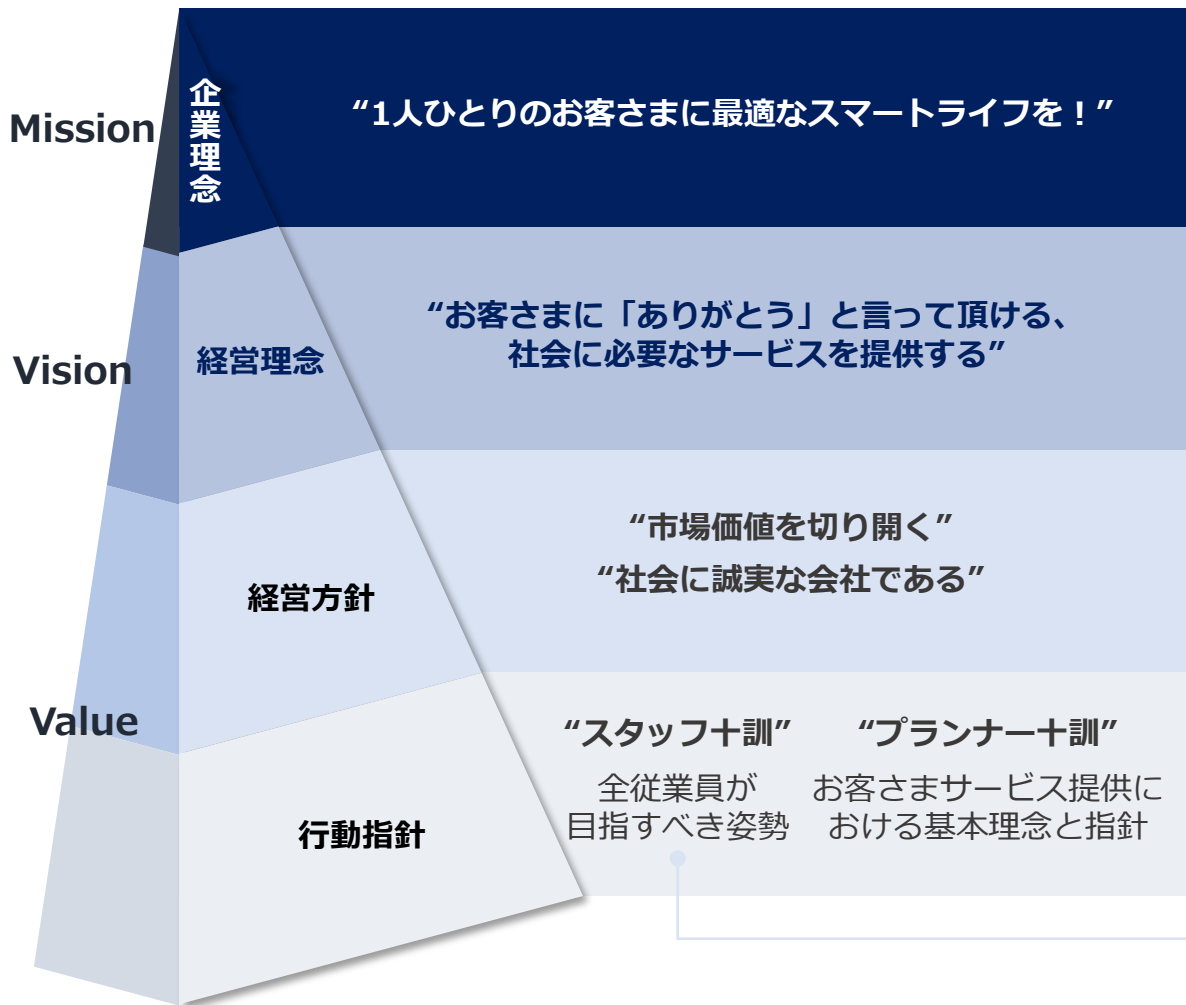 Mission
企業理念
“1人ひとりのお客さまに最適なスマートライフを！”
Vision
経営理念
“お客さまに「ありがとう」と言って頂ける、
社会に必要なサービスを提供する”
経営方針
“市場価値を切り開く”
“社会に誠実な会社である”
Value
行動指針
“スタッフ十訓”
全従業員が
目指すべき姿勢
“プランナー十訓”
お客さまサービス提供に
おける基本理念と指針